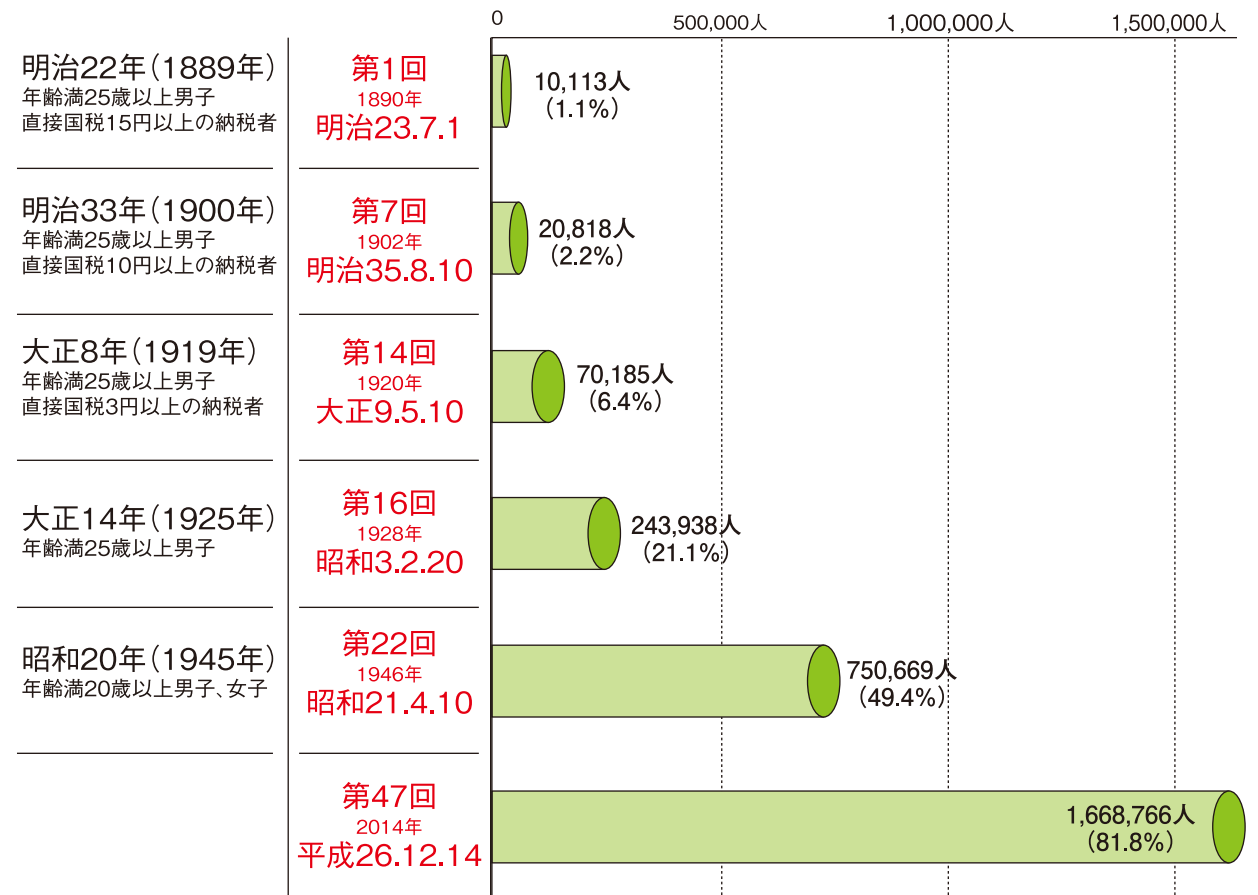 0
500,000人
1,000,000人
1,500,000人
明治22年(1889年)
年齢満25歳以上男子
直接国税15円以上の納税者
第1回
1890年
明治23.7.1
10,113人
(1.1%)
明治33年(1900年)
年齢満25歳以上男子
直接国税10円以上の納税者
第7回
1902年
明治35.8.10
20,818人
(2.2%)
大正8年(1919年)
年齢満25歳以上男子
直接国税3円以上の納税者
第14回
1920年
大正9.5.10
70,185人
(6.4%)
大正14年(1925年)
年齢満25歳以上男子
第16回
1928年
昭和3.2.20
243,938人
(21.1%)
昭和20年(1945年)
年齢満20歳以上男子、女子
第22回
1946年
昭和21.4.10
750,669人
(49.4%)
第47回
2014年
平成26.12.14
1,668,766人
(81.8%)